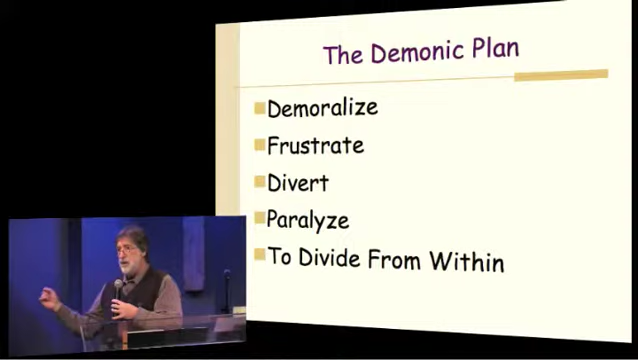 The Demonic Plan
Demoralize
Frustrate
Divert
Paralyze
To Divide From Within